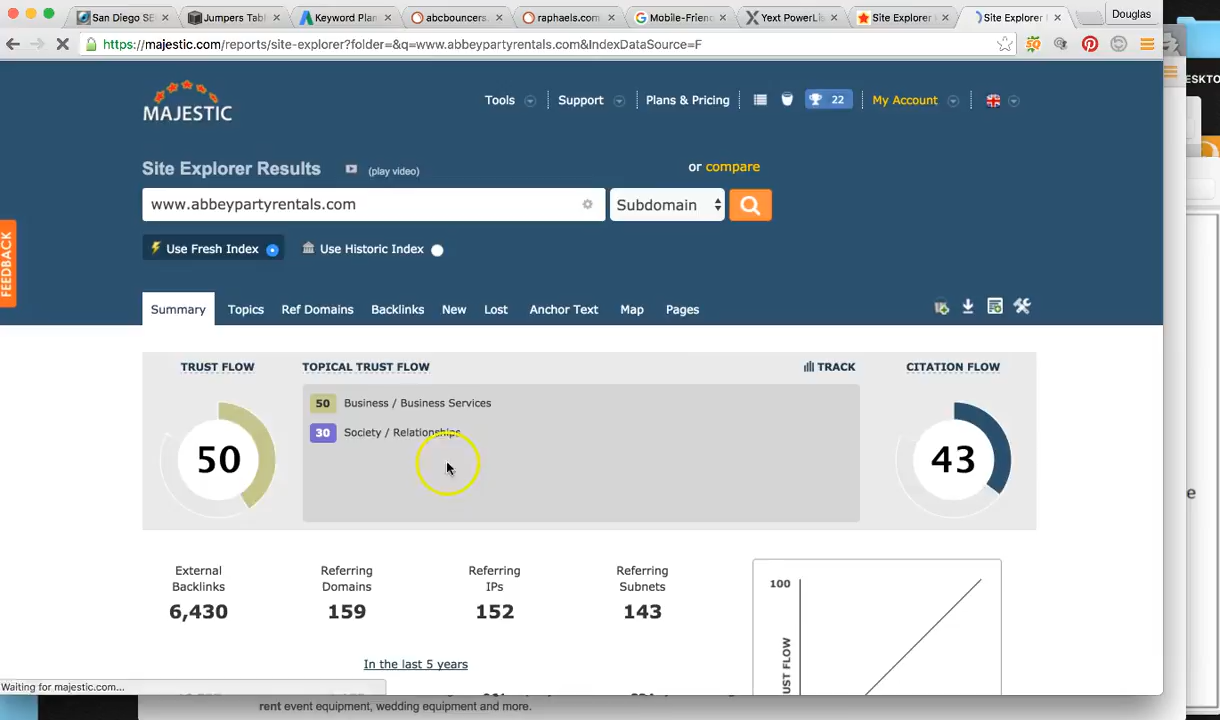 San Diego SE
Jumpers Tabl
Keyword Plan
abcbouncers.
raphaels.com
Mobile-Frien
Yext PowerLis
Site Explorer
Site Explorer
Douglas
https://majestic.com/reports/site-explorer?folder=&q=www.abbeypartyrentals.com&IndexDataSource=F
ESKTO
MAJESTIC
Tools
Support
Plans & Pricing
22
My Account
Site Explorer Results
(play video)
or compare
www.abbeypartyrentals.com
Subdomain
FEEDBACK
Use Fresh Index
Use Historic Index
Summary
Topics
Ref Domains
Backlinks
New
Lost
Anchor Text
Map
Pages
TRUST FLOW
TOPICAL TRUST FLOW
TRACK
CITATION FLOW
50
50 Business / Business Services
30 Society / Relationships
43
e
External
Backlinks
6,430
Referring
Domains
159
Referring
IPs
152
Referring
Subnets
143
100
UST FLOW
In the last 5 years
Waiting for majestic.com...
rent event equipment, wedding equipment and more.